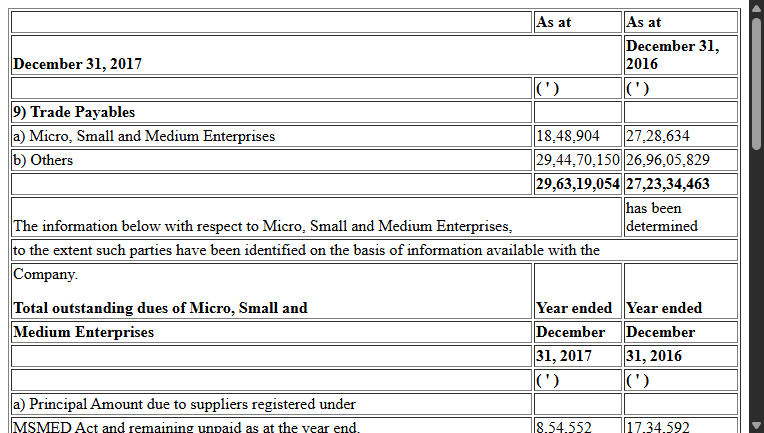 As at As at
December 31, 2017 December 31, 2016
(') (')
9) Trade Payables
a) Micro, Small and Medium Enterprises 18,48,904 27,28,634
b) Others 29,44,70,150 26,96,05,829
29,63,19,054 27,23,34,463
The information below with respect to Micro, Small and Medium Enterprises, has been determined
to the extent such parties have been identified on the basis of information available with the
Company.
Total outstanding dues of Micro, Small and Year ended Year ended
Medium Enterprises December December
31, 2017 31, 2016
(') (')
a) Principal Amount due to suppliers registered under
MSMED Act and remaining unpaid as at the year end. 8,54,552 17,34,592